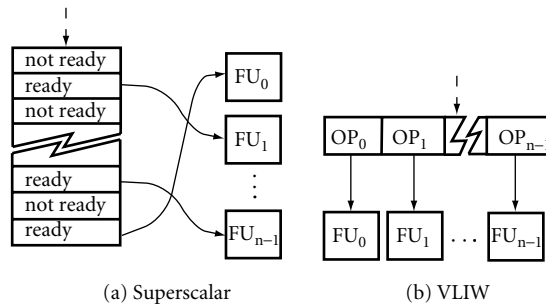 not ready
ready
not ready
ready
not ready
ready
FU₀
FU₁
FUₙ₋₁
(a) Superscalar
OP₀ OP₁ OPₙ₋₁
FU₀ FU₁ . . . FUₙ₋₁
(b) VLIW